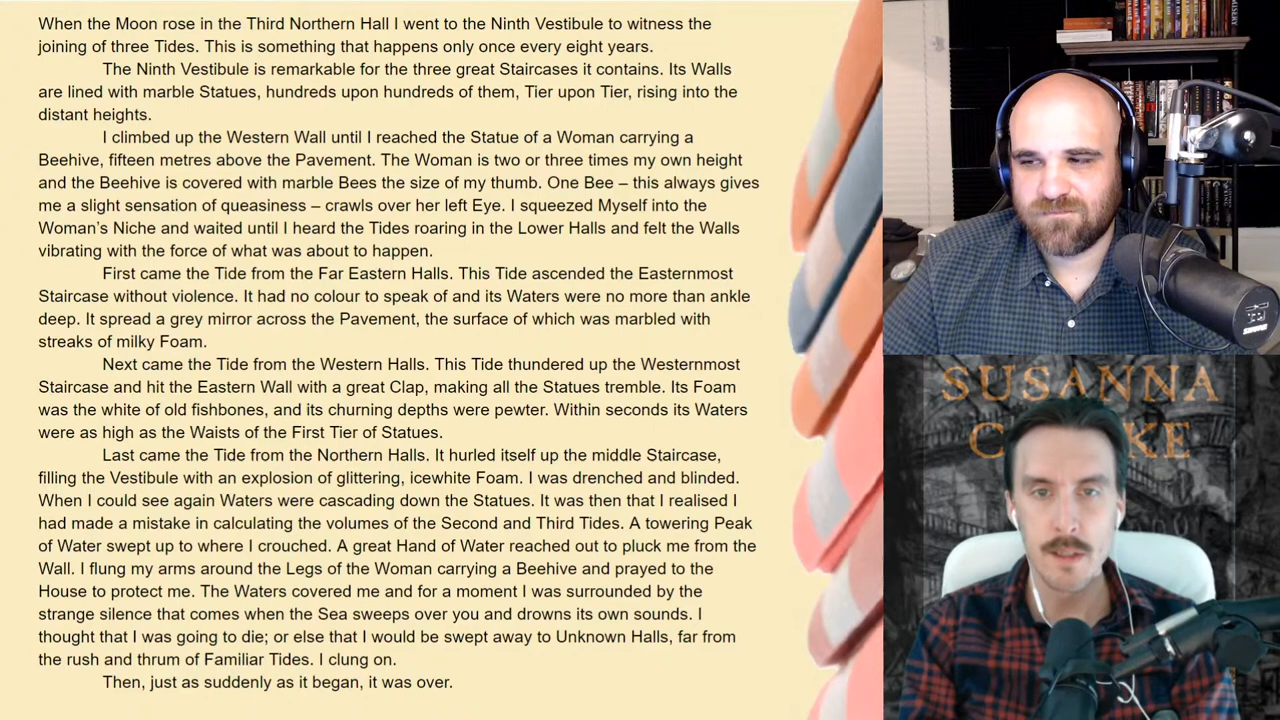 When the Moon rose in the Third Northern Hall I went to the Ninth Vestibule to witness the
joining of three Tides. This is something that happens only once every eight years.
The Ninth Vestibule is remarkable for the three great Staircases it contains. Its Walls
are lined with marble Statues, hundreds upon hundreds of them, Tier upon Tier, rising into the
distant heights.
I climbed up the Western Wall until I reached the Statue of a Woman carrying a
Beehive, fifteen metres above the Pavement. The Woman is two or three times my own height
and the Beehive is covered with marble Bees the size of my thumb. One Bee – this always gives
me a slight sensation of queasiness – crawls over her left Eye. I squeezed Myself into the
Woman's Niche and waited until I heard the Tides roaring in the Lower Halls and felt the Walls
vibrating with the force of what was about to happen.
First came the Tide from the Far Eastern Halls. This Tide ascended the Easternmost
Staircase without violence. It had no colour to speak of and its Waters were no more than ankle
deep. It spread a grey mirror across the Pavement, the surface of which was marbled with
streaks of milky Foam.
Next came the Tide from the Western Halls. This Tide thundered up the Westernmost
Staircase and hit the Eastern Wall with a great Clap, making all the Statues tremble. Its Foam
was the white of old fishbones, and its churning depths were pewter. Within seconds its Waters
were as high as the Waists of the First Tier of Statues.
Last came the Tide from the Northern Halls. It hurled itself up the middle Staircase,
filling the Vestibule with an explosion of glittering, icewhite Foam. I was drenched and blinded.
When I could see again Waters were cascading down the Statues. It was then that I realised I
had made a mistake in calculating the volumes of the Second and Third Tides. A towering Peak
of Water swept up to where I crouched. A great Hand of Water reached out to pluck me from the
Wall. I flung my arms around the Legs of the Woman carrying a Beehive and prayed to the
House to protect me. The Waters covered me and for a moment I was surrounded by the
strange silence that comes when the Sea sweeps over you and drowns its own sounds. I
thought that I was going to die; or else that I would be swept away to Unknown Halls, far from
the rush and thrum of Familiar Tides. I clung on.
Then, just as suddenly as it began, it was over.
MISERY
SHURE
SUSANNA
C KE